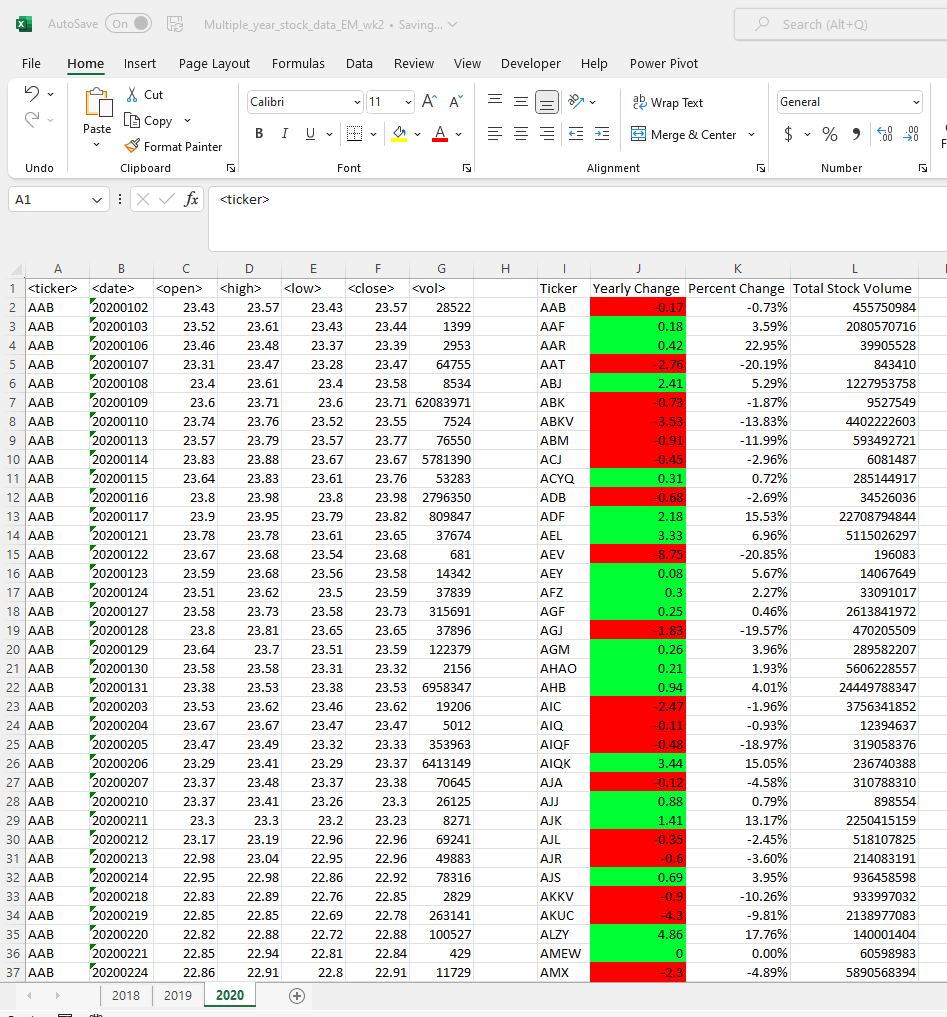 AutoSave On Multiple_year_stock_data_EM_wk2 • Saving... Search (Alt+Q)
File Home Insert Page Layout Formulas Data Review View Developer Help Power Pivot
Cut Calibri 11 Wrap Text General
Paste Copy
Format Painter B I U A Merge & Center $ % 9
Undo Clipboard Font Alignment Number
A1 fx <ticker>
A B C D E F G H I J K L
1 <ticker> <date> <open> <high> <low> <close> <vol> Ticker Yearly Change Percent Change Total Stock Volume
2 AAB 20200102 23.43 23.57 23.43 23.57 28522 AAB -0.17 -0.73% 455750984
3 AAB 20200103 23.52 23.61 23.43 23.44 1399 AAF 0.18 3.59% 2080570716
4 AAB 20200106 23.46 23.48 23.37 23.39 2953 AAR 0.42 22.95% 39905528
5 AAB 20200107 23.31 23.47 23.28 23.47 64755 AAT -2.76 -20.19% 843410
6 AAB 20200108 23.4 23.61 23.4 23.58 8534 ABJ 2.41 5.29% 1227953758
7 AAB 20200109 23.6 23.71 23.6 23.71 62083971 ABK -0.73 -1.87% 9527549
8 AAB 20200110 23.74 23.76 23.52 23.55 7524 ABKV -3.53 -13.83% 4402222603
9 AAB 20200113 23.57 23.79 23.57 23.77 76550 ABM -0.91 -11.99% 593492721
10 AAB 20200114 23.83 23.88 23.67 23.67 5781390 ACJ -0.45 -2.96% 6081487
11 AAB 20200115 23.64 23.83 23.61 23.76 53283 ACYQ 0.31 0.72% 285144917
12 AAB 20200116 23.8 23.98 23.8 23.98 2796350 ADB -0.68 -2.69% 34526036
13 AAB 20200117 23.9 23.95 23.79 23.82 809847 ADF 2.18 15.53% 22708794844
14 AAB 20200121 23.78 23.78 23.61 23.65 37674 AEL 3.33 6.96% 5115026297
15 AAB 20200122 23.67 23.68 23.54 23.68 681 AEV -8.75 -20.85% 196083
16 AAB 20200123 23.59 23.68 23.56 23.58 14342 AEY 0.08 5.67% 14067649
17 AAB 20200124 23.51 23.62 23.5 23.59 37839 AFZ 0.3 2.27% 33091017
18 AAB 20200127 23.58 23.73 23.58 23.73 315691 AGF 0.25 0.46% 2613841972
19 AAB 20200128 23.8 23.81 23.65 23.65 37896 AGJ -1.83 -19.57% 470205509
20 AAB 20200129 23.64 23.7 23.51 23.59 122379 AGM 0.26 3.96% 289582207
21 AAB 20200130 23.58 23.58 23.31 23.32 2156 AHAO 0.21 1.93% 5606228557
22 AAB 20200131 23.38 23.53 23.38 23.53 6958347 AHB 0.94 4.01% 24449788347
23 AAB 20200203 23.53 23.62 23.46 23.62 19206 AIC -2.47 -1.96% 3756341852
24 AAB 20200204 23.67 23.67 23.47 23.47 5012 AIQ -0.11 -0.93% 12394637
25 AAB 20200205 23.47 23.49 23.32 23.33 353963 AIQF -0.48 -18.97% 319058376
26 AAB 20200206 23.29 23.41 23.29 23.37 6413149 AIQK 3.44 15.05% 236740388
27 AAB 20200207 23.37 23.48 23.37 23.38 70645 AJA -0.12 -4.58% 310788310
28 AAB 20200210 23.37 23.41 23.26 23.3 26125 AJJ 0.88 0.79% 898554
29 AAB 20200211 23.3 23.3 23.2 23.23 8271 AJK 1.41 13.17% 2250415159
30 AAB 20200212 23.17 23.19 22.96 22.96 69241 AJL -0.35 -2.45% 518107825
31 AAB 20200213 22.98 23.04 22.95 22.96 49883 AJR -0.6 -3.60% 214083191
32 AAB 20200214 22.95 22.98 22.86 22.92 78316 AJS 0.69 3.95% 936458598
33 AAB 20200218 22.83 22.89 22.76 22.85 2829 AKKV -0.9 -10.26% 933997032
34 AAB 20200219 22.85 22.85 22.69 22.78 263141 AKUC -4.3 -9.81% 2138977083
35 AAB 20200220 22.82 22.88 22.72 22.88 100527 ALZY 4.86 17.76% 140001404
36 AAB 20200221 22.85 22.94 22.81 22.84 429 AMEW 0 0.00% 60598983
37 AAB 20200224 22.86 22.91 22.8 22.91 11729 AMX -2.3 -4.89% 5890568394
2018 2019 2020